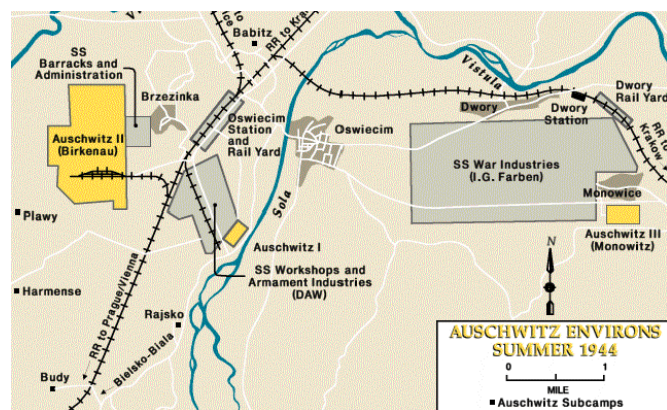 RR to
Babitz
RR to Krakow
SS
Barracks and
Administration
Brzezinka
Vistula
Dwory
Rail Yard
Dwory
Dwory
Station
Oswiecim
Station
and
Rail Yard
Oswiecim
RR to
Krakow
Auschwitz II
(Birkenau)
SS War Industries
(I.G. Farben)
Monowice
Sola
Plawy
Auschwitz III
(Monowitz)
Auschwitz I
N
SS Workshops and
Armament Industries
(DAW)
Harmense
RR to Prague/Vienna
Rajsko
Bielsko-Biala
Budy
AUSCHWITZ ENVIRONS
SUMMER 1944
0 1
MILE
Auschwitz Subcamps